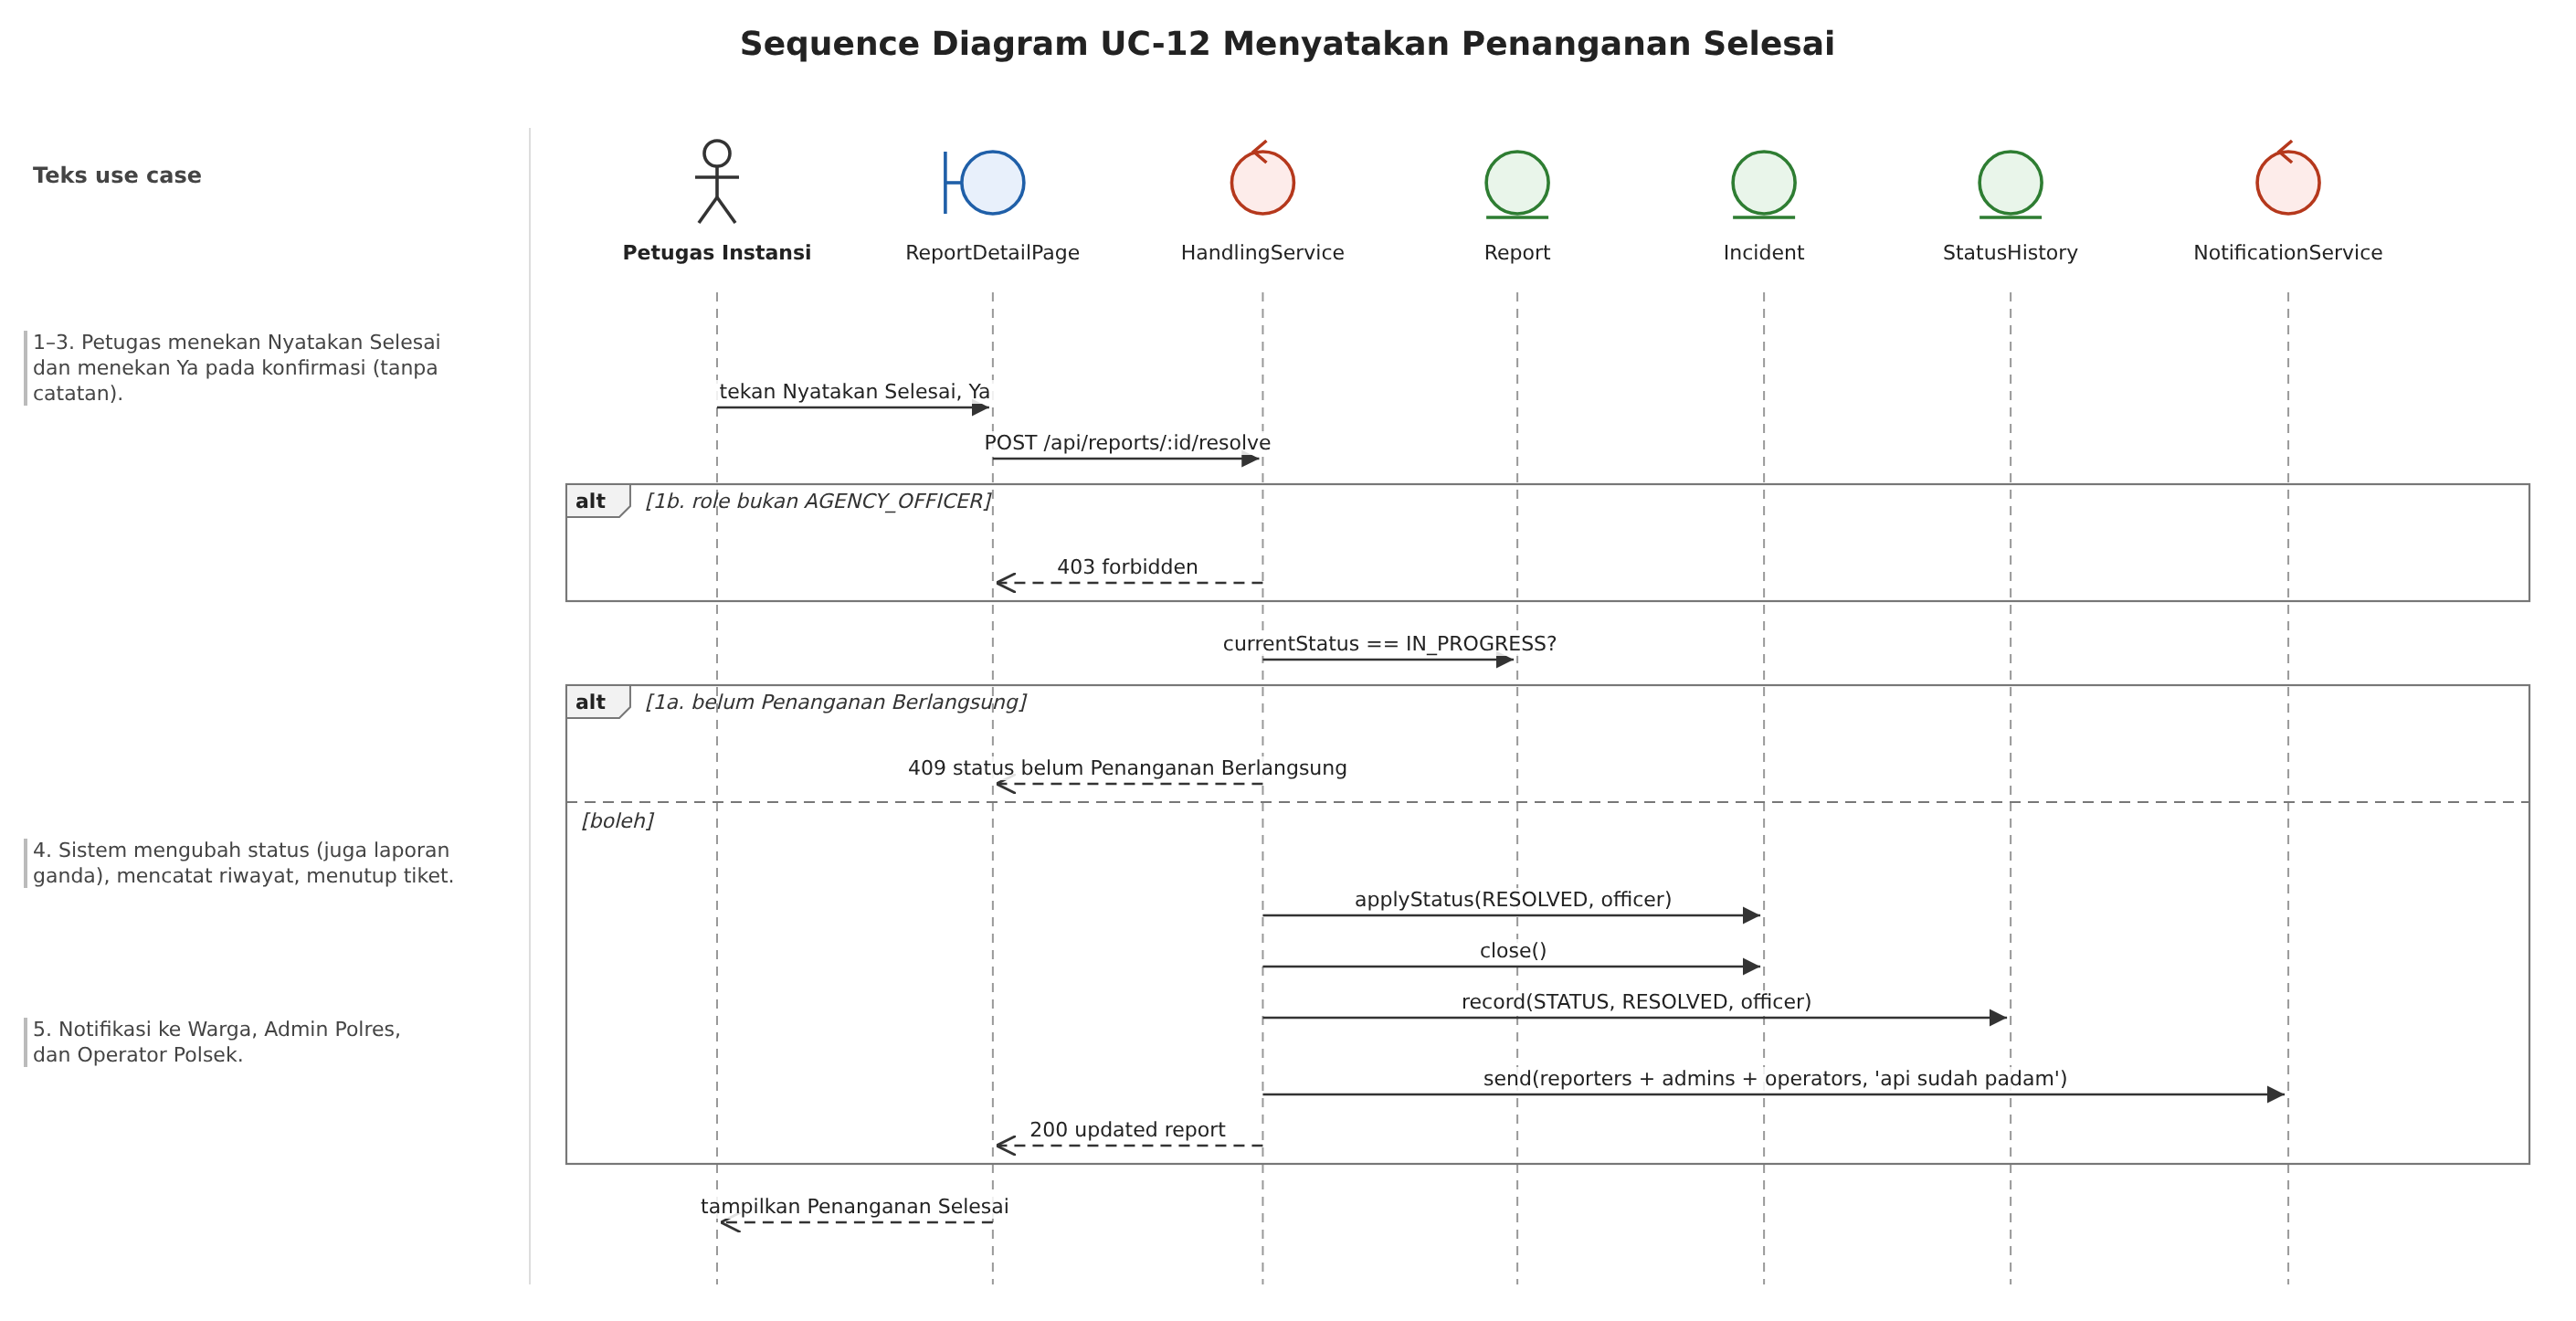 Sequence Diagram UC-12 Menyatakan Penanganan Selesai
Teks use case
Petugas Instansi
ReportDetailPage
HandlingService
Report
Incident
StatusHistory
NotificationService
1–3. Petugas menekan Nyatakan Selesai
dan menekan Ya pada konfirmasi (tanpa
catatan).
tekan Nyatakan Selesai, Ya
POST /api/reports/:id/resolve
alt
[1b. role bukan AGENCY_OFFICER]
403 forbidden
currentStatus == IN_PROGRESS?
alt
[1a. belum Penanganan Berlangsung]
409 status belum Penanganan Berlangsung
[boleh]
4. Sistem mengubah status (juga laporan
ganda), mencatat riwayat, menutup tiket.
applyStatus(RESOLVED, officer)
close()
record(STATUS, RESOLVED, officer)
5. Notifikasi ke Warga, Admin Polres,
dan Operator Polsek.
send(reporters + admins + operators, 'api sudah padam')
200 updated report
tampilkan Penanganan Selesai